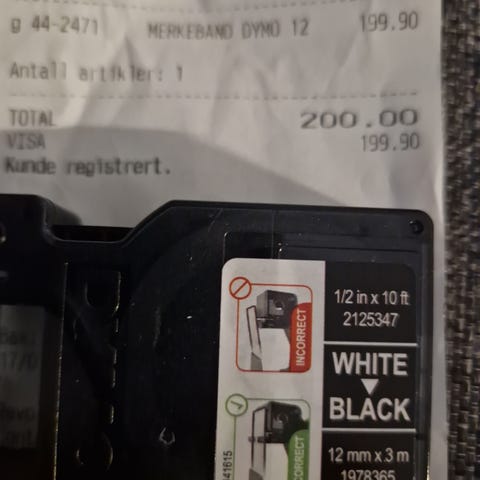 g 44-2471 MERKEBAND DYMO 12 199.90
Antall artikler: 1
TOTAL 200.00
VISA 199.90
Kunde registrert.
INCORRECT
1/2 in x 10 ft
2125347
WHITE
BLACK
CORRECT
12 mm x 3 m
1978365
41615